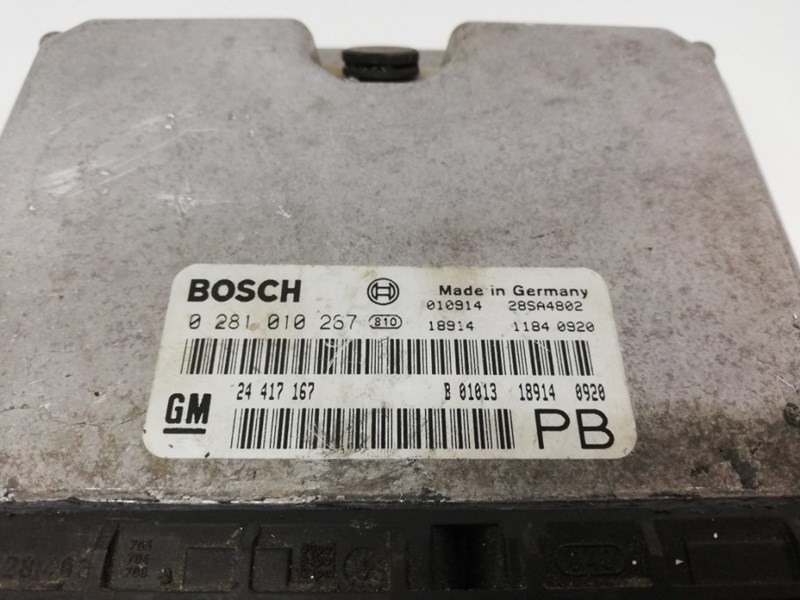 BOSCH Made in Germany
010914 28SA4802
0 281 010 267 810 18914 1184 0920
24 417 167 B 01013 18914 0920
GM PB